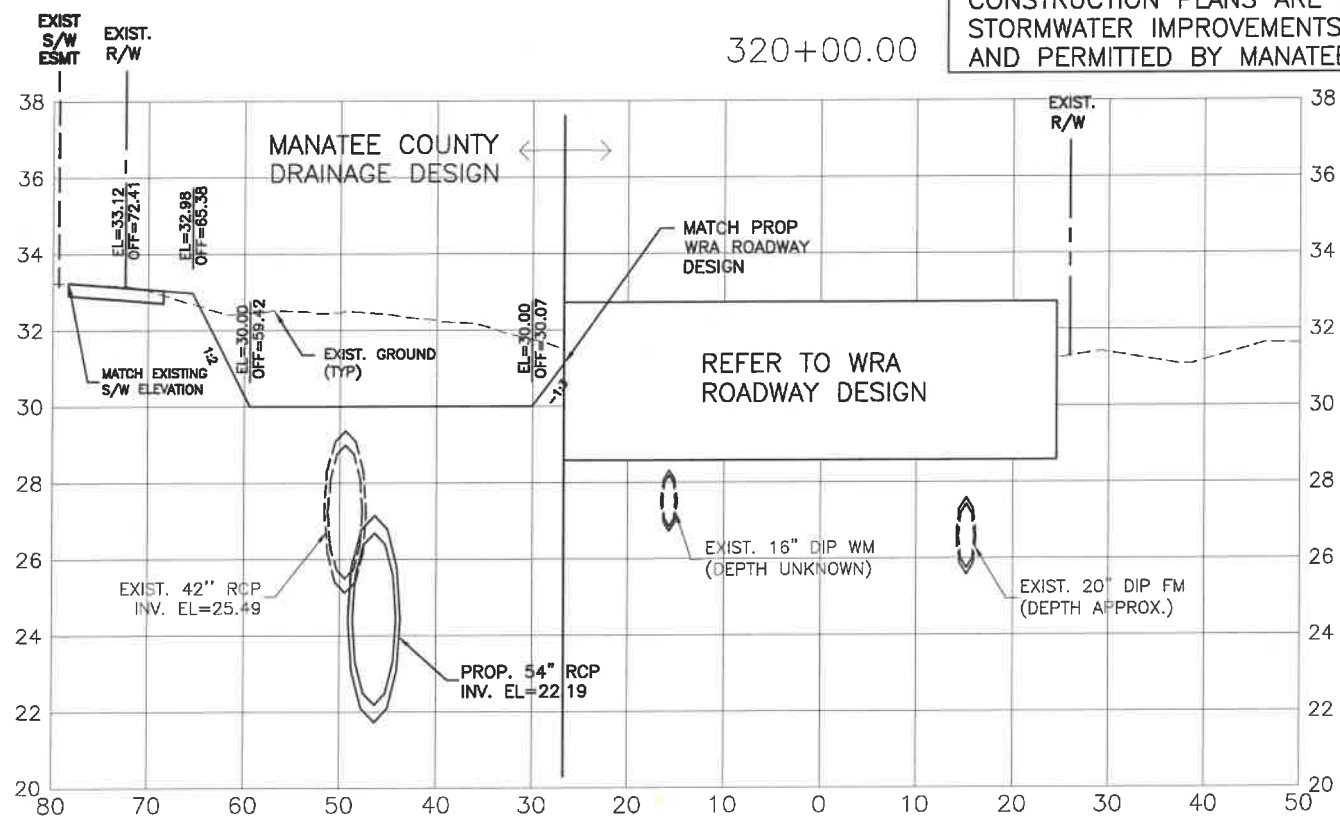 CONSTRUCTION PLANS ARE
STORMWATER IMPROVEMENTS
AND PERMITTED BY MANATEE
320+00.00
EXIST
S/W
ESMT
EXIST.
R/W
EXIST.
R/W
MANATEE COUNTY
DRAINAGE DESIGN
EL=33.12
OFF=72.41
EL=32.98
OFF=65.38
EL=30.00
OFF=59.42
EL=30.00
OFF=30.07
MATCH PROP
WRA ROADWAY
DESIGN
1:2
EXIST. GROUND
(TYP)
MATCH EXISTING
S/W ELEVATION
REFER TO WRA
ROADWAY DESIGN
EXIST. 42" RCP
INV. EL=25.49
PROP. 54" RCP
INV. EL=22.19
EXIST. 16" DIP WM
(DEPTH UNKNOWN)
EXIST. 20" DIP FM
(DEPTH APPROX.)
38 38
36 36
34 34
32 32
30 30
28 28
26 26
24 24
22 22
20 20
80 70 60 50 40 30 20 10 0 10 20 30 40 50